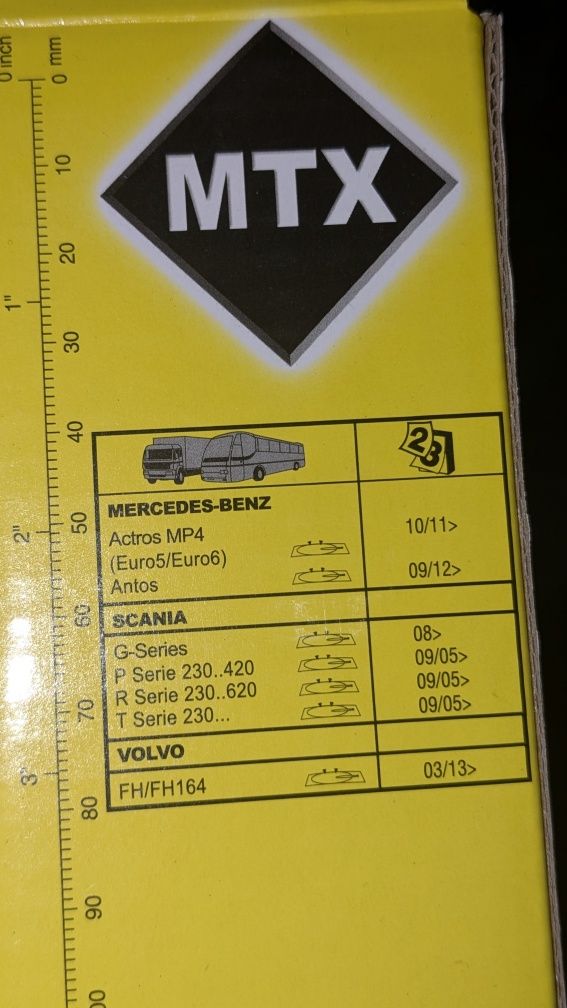 0 inch
0 mm
10
20
1"
30
40
50
2"
60
70
3"
80
90
00
MTX
23
MERCEDES-BENZ
Actros MP4 10/11>
(Euro5/Euro6)
Antos 09/12>
SCANIA
G-Series 08>
P Serie 230..420 09/05>
R Serie 230..620 09/05>
T Serie 230... 09/05>
VOLVO
FH/FH164 03/13>